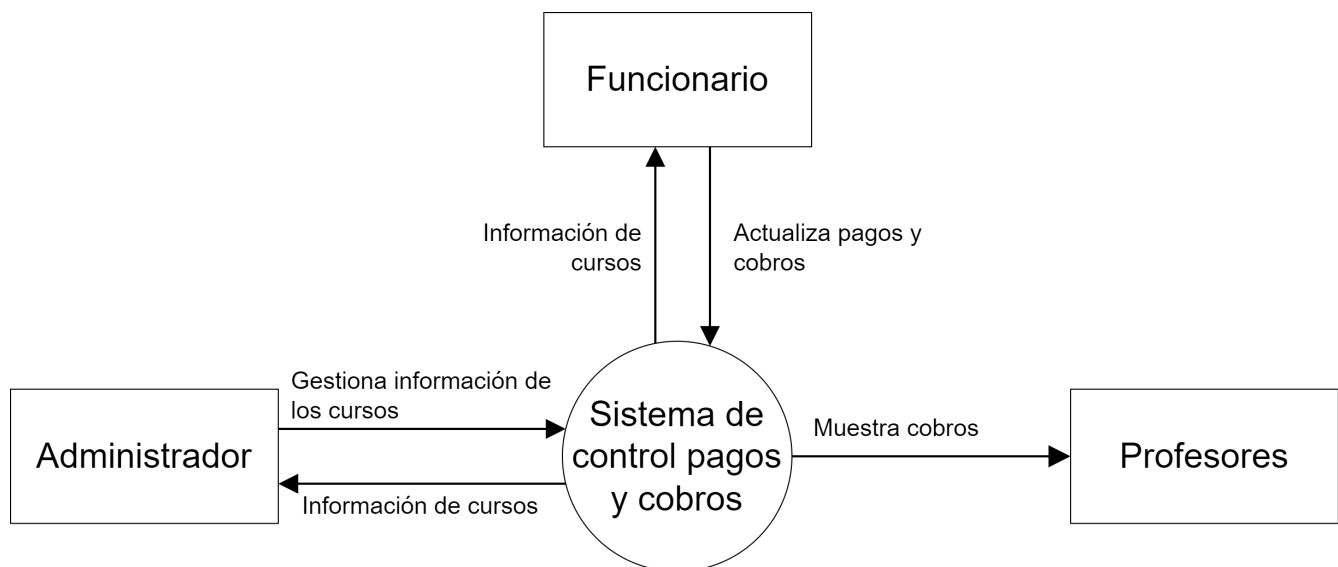 Funcionario
Información de
cursos
Actualiza pagos y
cobros
Gestiona información de
los cursos
Administrador
Información de cursos
Sistema de
control pagos
y cobros
Muestra cobros
Profesores